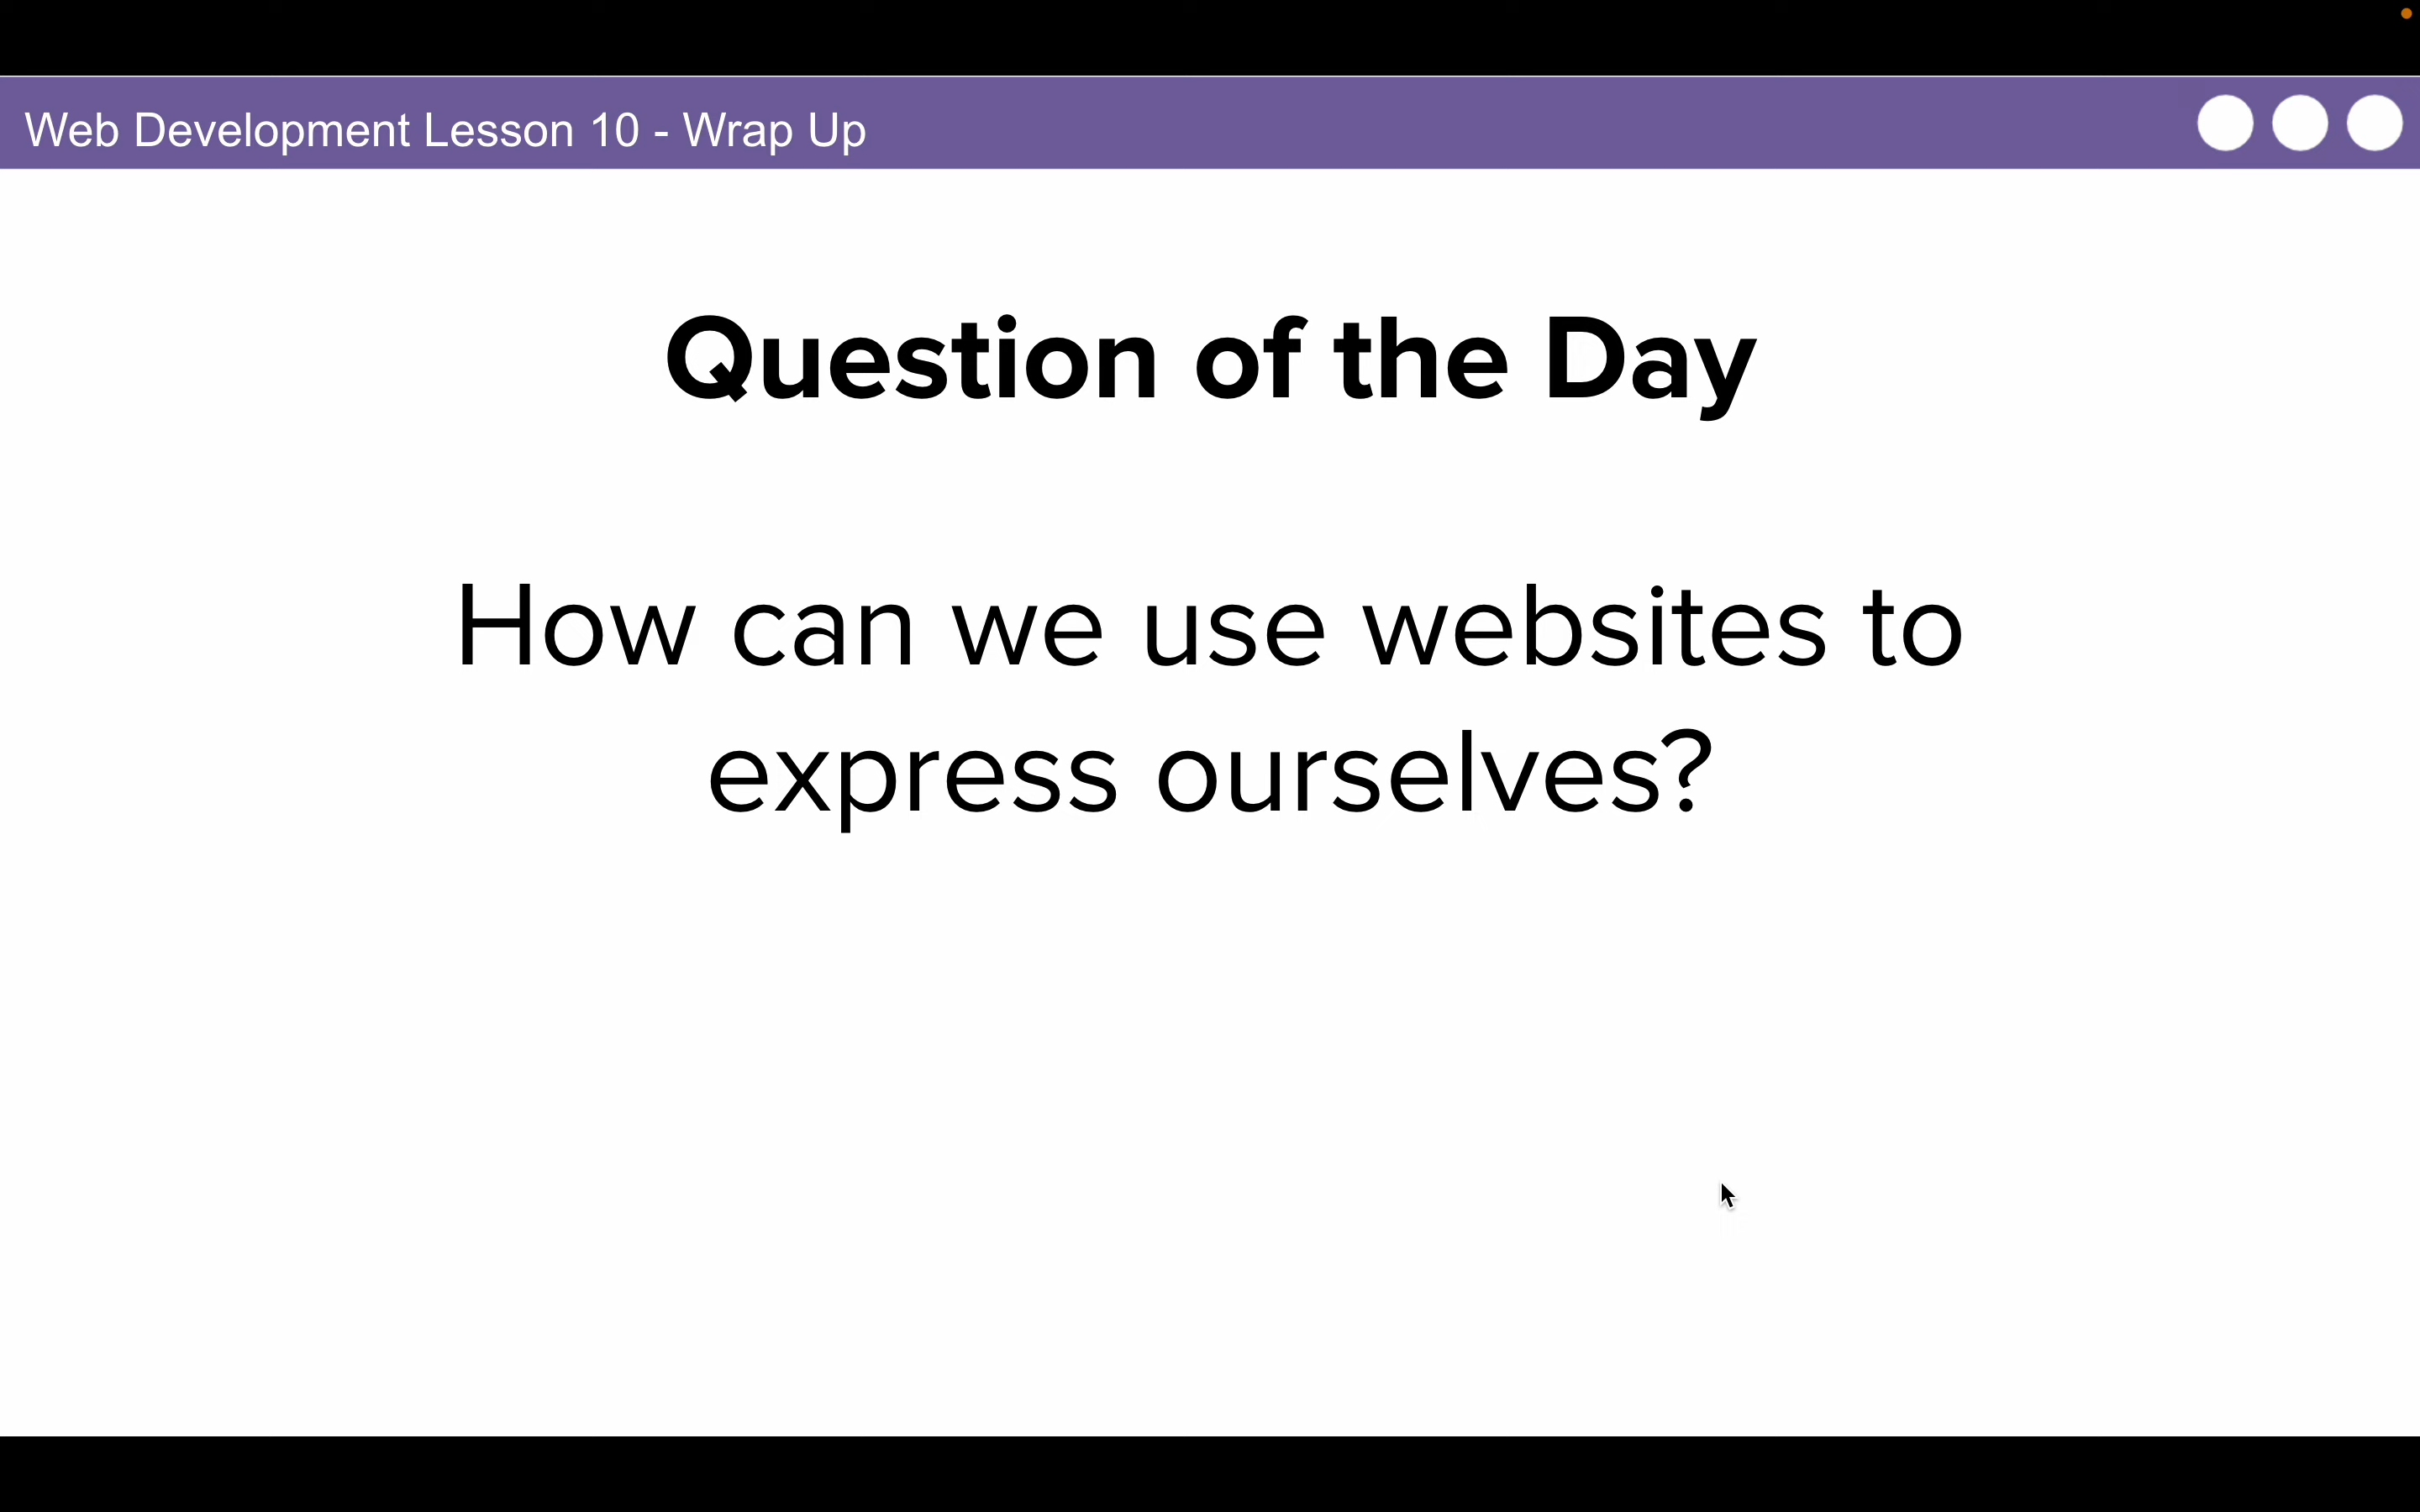 Web Development Lesson 10 - Wrap Up
Question of the Day
How can we use websites to
express ourselves?